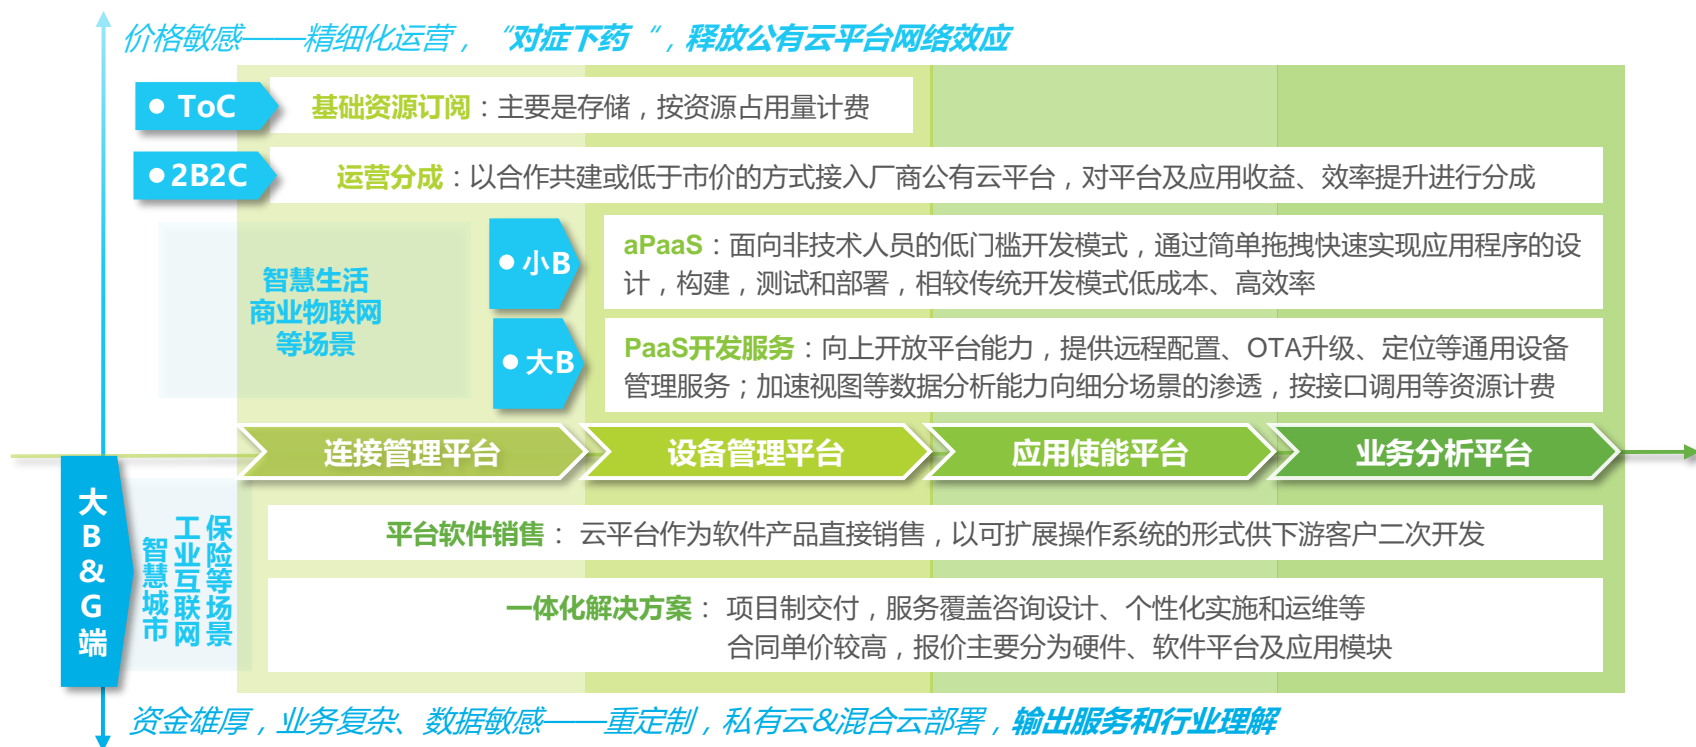 价格敏感——精细化运营，“对症下药“，释放公有云平台网络效应
ToC
基础资源订阅：主要是存储，按资源占用量计费
2B2C
运营分成：以合作共建或低于市价的方式接入厂商公有云平台，对平台及应用收益、效率提升进行分成
智慧生活
商业物联网
等场景
小B
aPaaS：面向非技术人员的低门槛开发模式，通过简单拖拽快速实现应用程序的设
计，构建，测试和部署，相较传统开发模式低成本、高效率
大B
PaaS开发服务：向上开放平台能力，提供远程配置、OTA升级、定位等通用设备
管理服务；加速视图等数据分析能力向细分场景的渗透，按接口调用等资源计费
连接管理平台
设备管理平台
应用使能平台
业务分析平台
大B&G端
智慧城市
工业互联网
保险等场景
平台软件销售： 云平台作为软件产品直接销售，以可扩展操作系统的形式供下游客户二次开发
一体化解决方案： 项目制交付，服务覆盖咨询设计、个性化实施和运维等
合同单价较高，报价主要分为硬件、软件平台及应用模块
资金雄厚，业务复杂、数据敏感——重定制，私有云&混合云部署，输出服务和行业理解